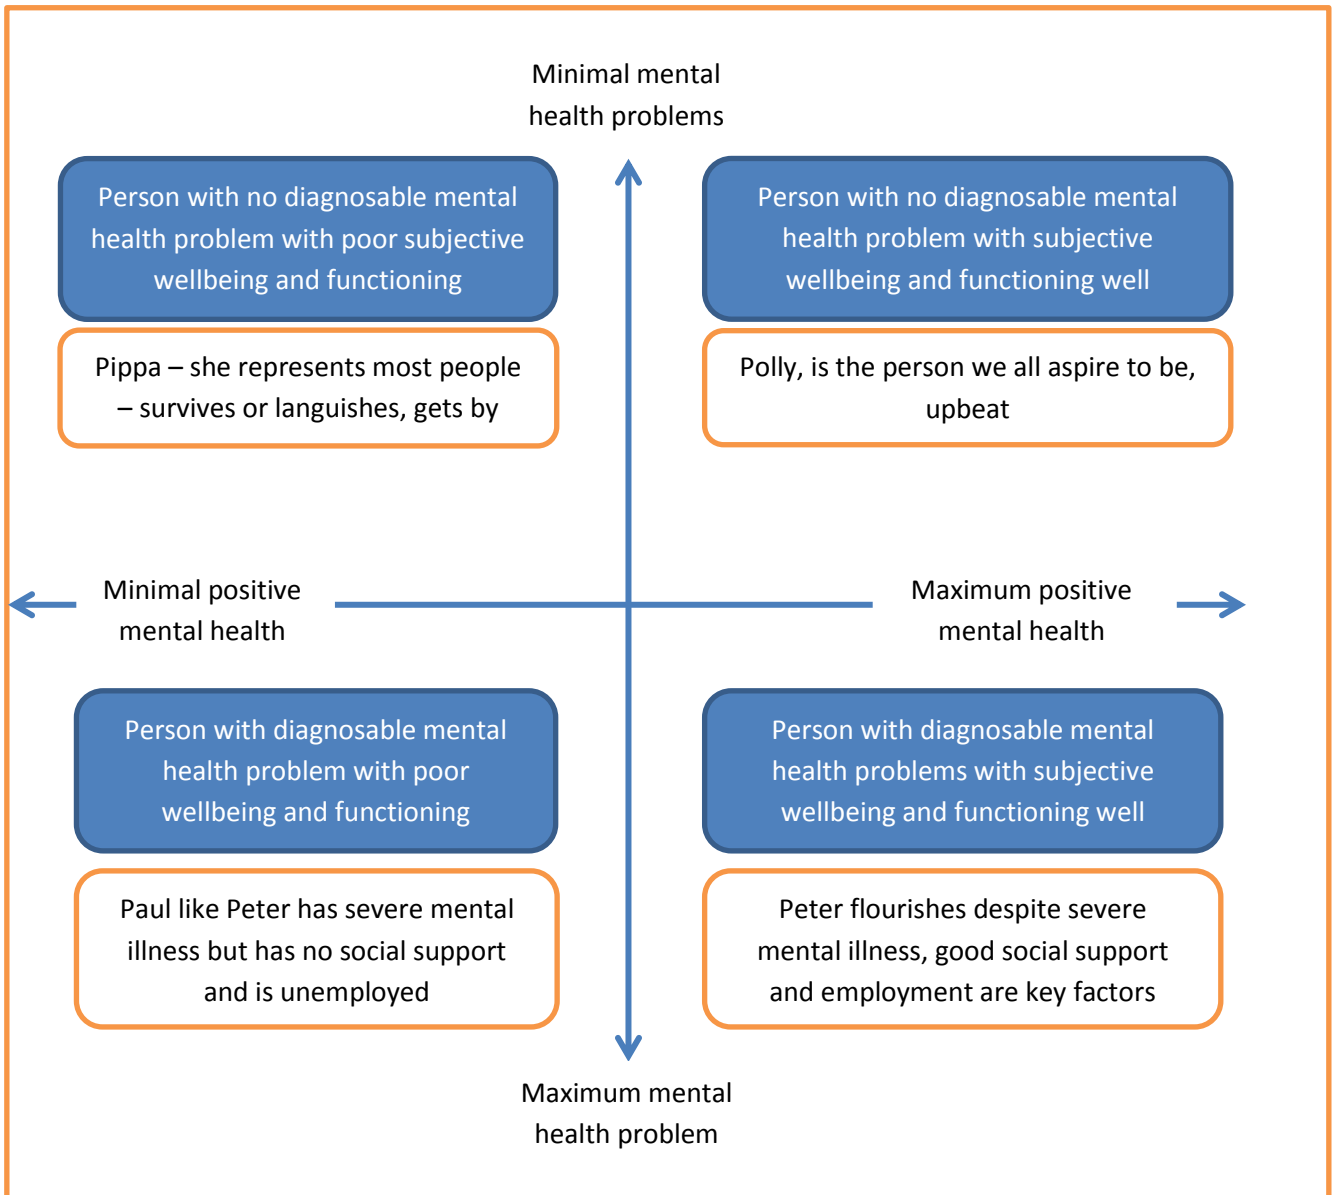 Minimal mental
health problems
Person with no diagnosable mental
health problem with poor subjective
wellbeing and functioning
Person with no diagnosable mental
health problem with subjective
wellbeing and functioning well
Pippa – she represents most people
– survives or languishes, gets by
Polly, is the person we all aspire to be,
upbeat
Minimal positive
mental health
Maximum positive
mental health
Person with diagnosable mental
health problem with poor
wellbeing and functioning
Person with diagnosable mental
health problems with subjective
wellbeing and functioning well
Paul like Peter has severe mental
illness but has no social support
and is unemployed
Peter flourishes despite severe
mental illness, good social support
and employment are key factors
Maximum mental
health problem